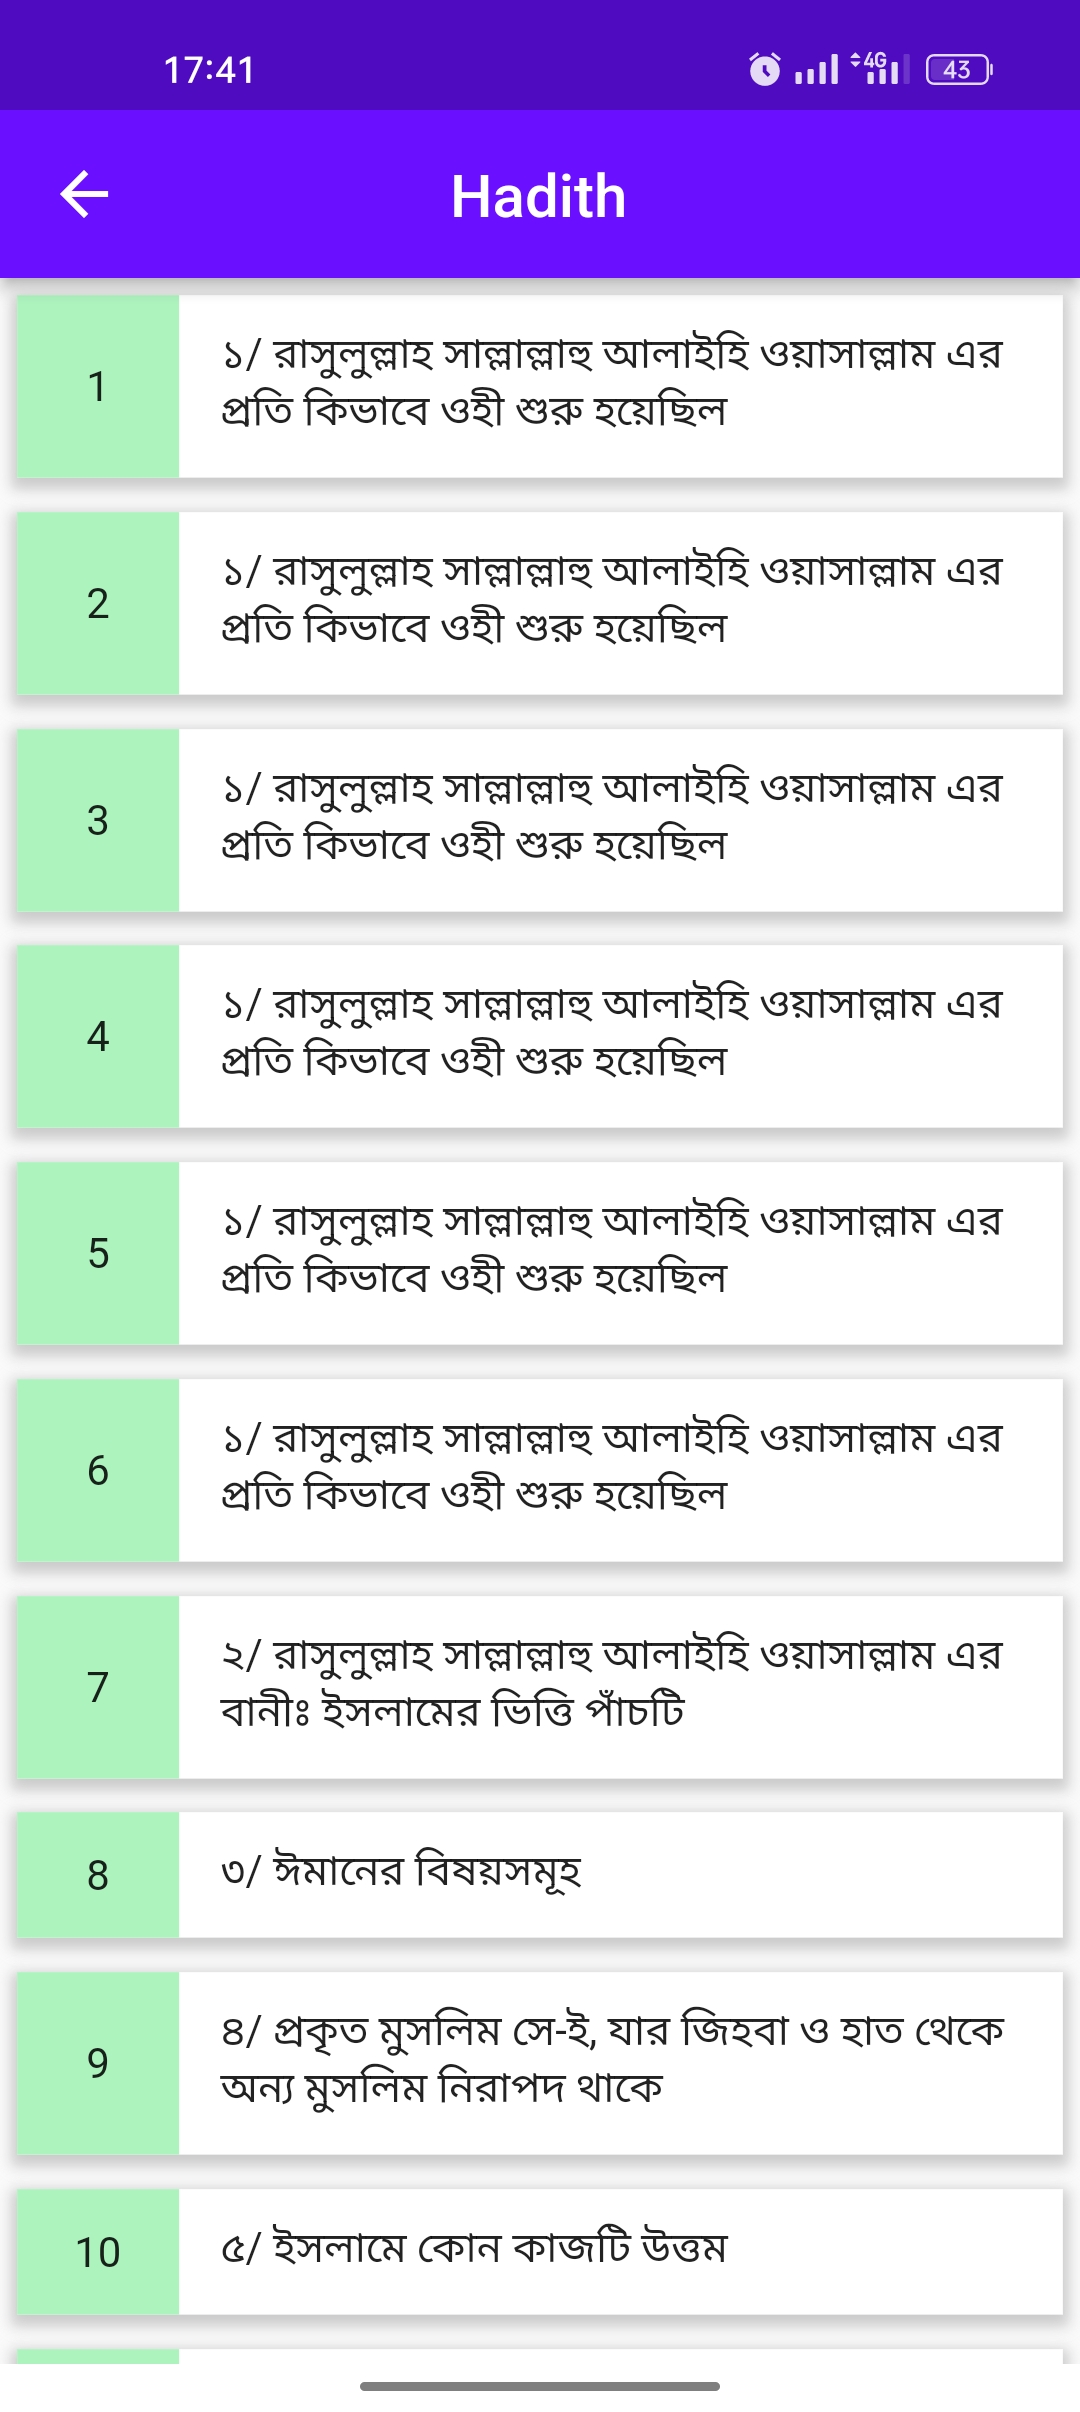 17:41
4G
43
Hadith
1
১/ রাসুলুল্লাহ সাল্লাল্লাহু আলাইহি ওয়াসাল্লাম এর
প্রতি কিভাবে ওহী শুরু হয়েছিল
2
১/ রাসুলুল্লাহ সাল্লাল্লাহু আলাইহি ওয়াসাল্লাম এর
প্রতি কিভাবে ওহী শুরু হয়েছিল
3
১/ রাসুলুল্লাহ সাল্লাল্লাহু আলাইহি ওয়াসাল্লাম এর
প্রতি কিভাবে ওহী শুরু হয়েছিল
4
১/ রাসুলুল্লাহ সাল্লাল্লাহু আলাইহি ওয়াসাল্লাম এর
প্রতি কিভাবে ওহী শুরু হয়েছিল
5
১/ রাসুলুল্লাহ সাল্লাল্লাহু আলাইহি ওয়াসাল্লাম এর
প্রতি কিভাবে ওহী শুরু হয়েছিল
6
১/ রাসুলুল্লাহ সাল্লাল্লাহু আলাইহি ওয়াসাল্লাম এর
প্রতি কিভাবে ওহী শুরু হয়েছিল
7
২/ রাসুলুল্লাহ সাল্লাল্লাহু আলাইহি ওয়াসাল্লাম এর
বানীঃ ইসলামের ভিত্তি পাঁচটি
8
৩/ ঈমানের বিষয়সমূহ
9
৪/ প্রকৃত মুসলিম সে-ই, যার জিহবা ও হাত থেকে
অন্য মুসলিম নিরাপদ থাকে
10
৫/ ইসলামে কোন কাজটি উত্তম